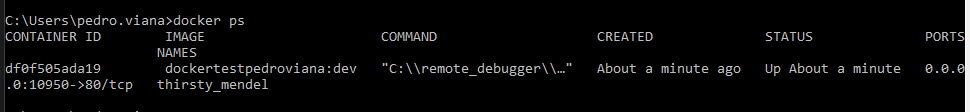 C:\Users\pedro.viana>docker ps
CONTAINER ID        IMAGE                     COMMAND                  CREATED              STATUS              PORTS
                    NAMES
df0f505ada19        dockertestpedroviana:dev   "C:\\remote_debugger\\…"   About a minute ago   Up About a minute   0.0.0
.0:10950->80/tcp   thirsty_mendel